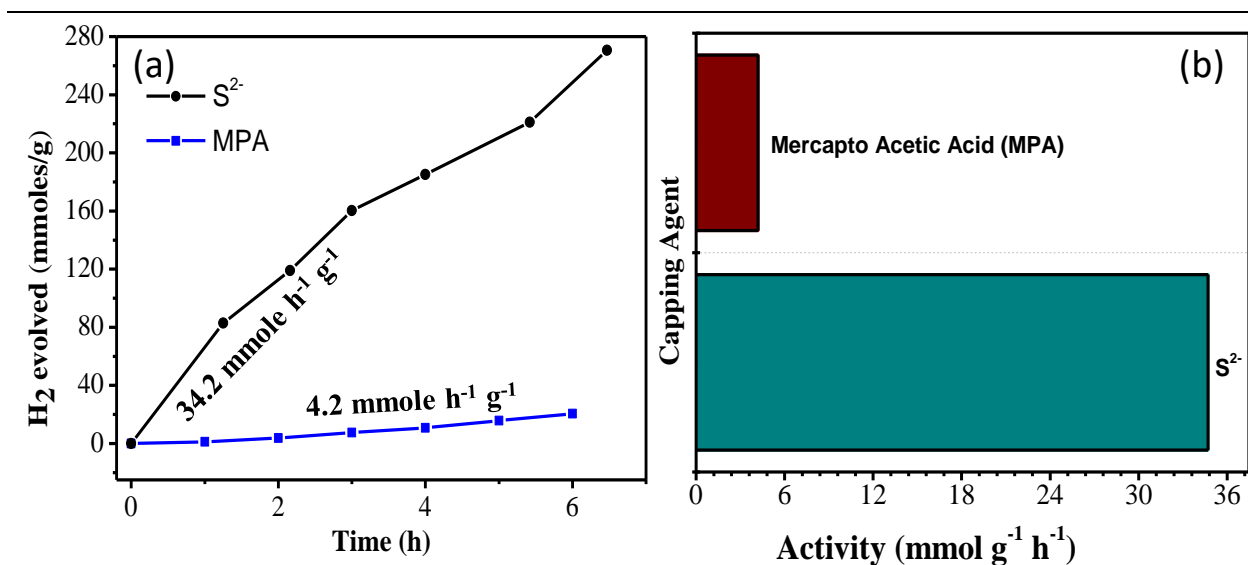 (a)
S²⁻
MPA
34.2 mmole h⁻¹ g⁻¹
4.2 mmole h⁻¹ g⁻¹
H₂ evolved (mmoles/g)
280
240
200
160
120
80
40
0
0 2 4 6
Time (h)
(b)
Mercapto Acetic Acid (MPA)
S²⁻
Capping Agent
0 6 12 18 24 30 36
Activity (mmol g⁻¹ h⁻¹)